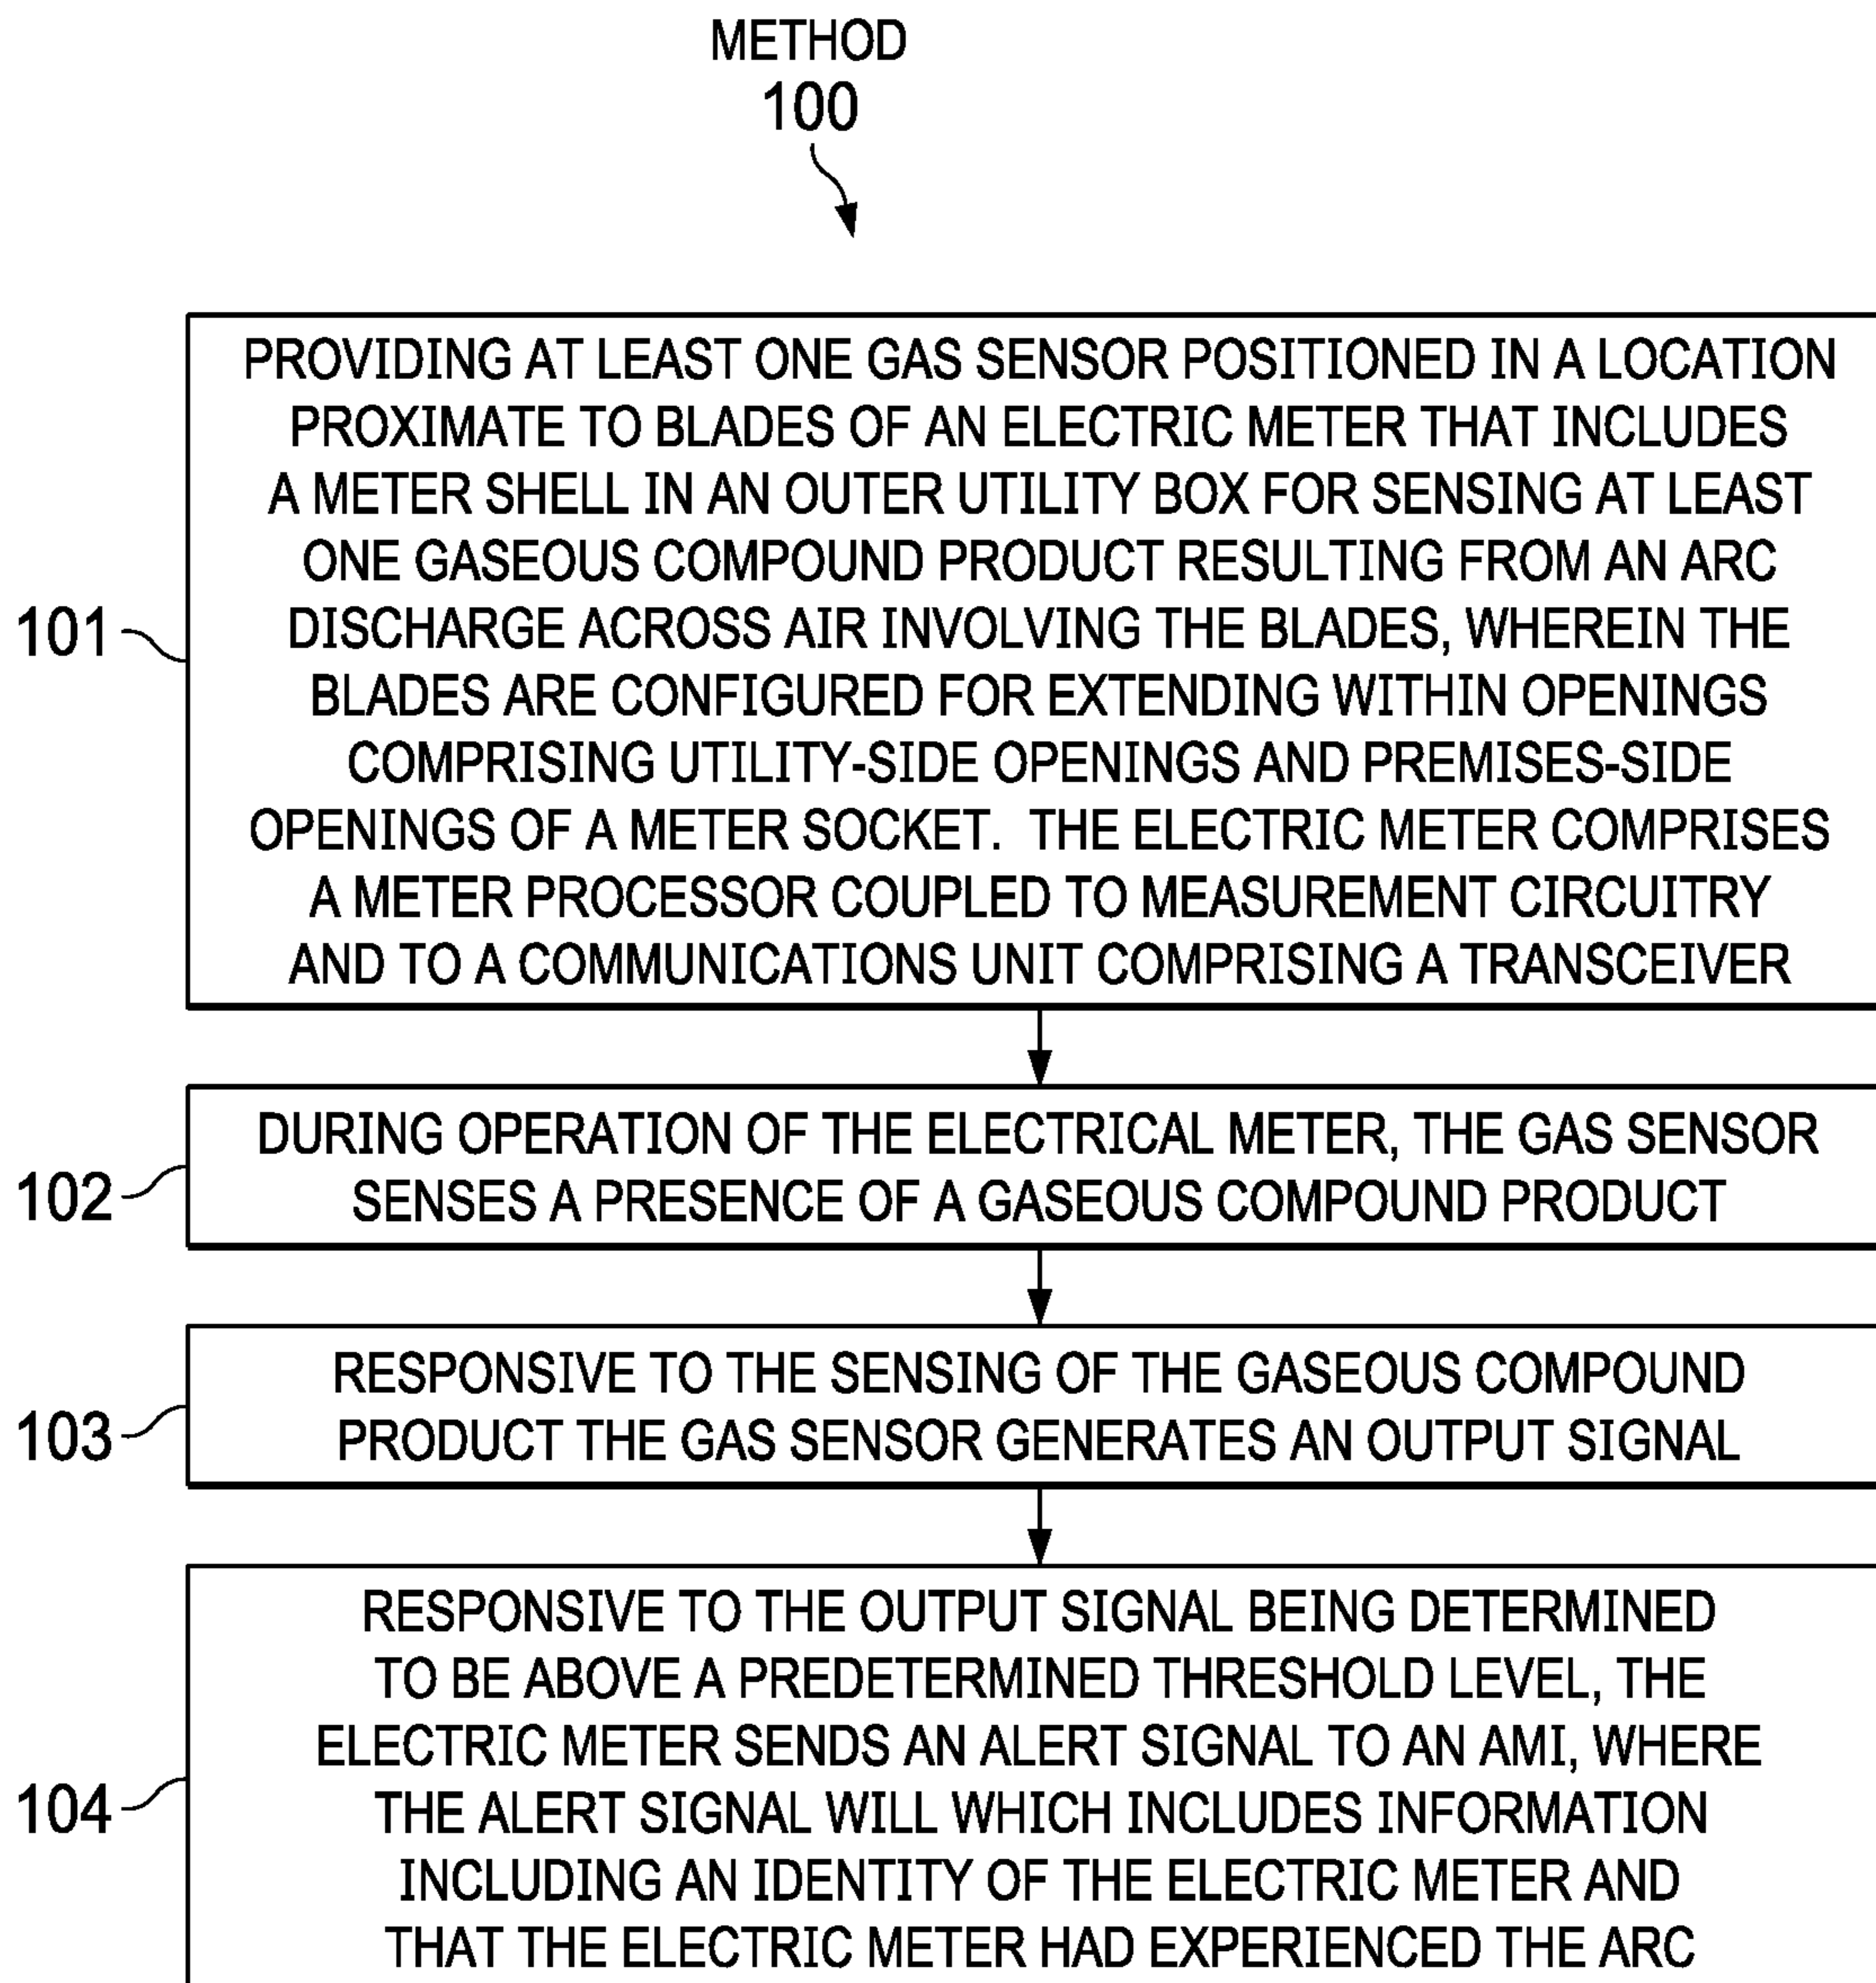 METHOD
100
PROVIDING AT LEAST ONE GAS SENSOR POSITIONED IN A LOCATION
PROXIMATE TO BLADES OF AN ELECTRIC METER THAT INCLUDES
A METER SHELL IN AN OUTER UTILITY BOX FOR SENSING AT LEAST
ONE GASEOUS COMPOUND PRODUCT RESULTING FROM AN ARC
101
DISCHARGE ACROSS AIR INVOLVING THE BLADES, WHEREIN THE
BLADES ARE CONFIGURED FOR EXTENDING WITHIN OPENINGS
COMPRISING UTILITY-SIDE OPENINGS AND PREMISES-SIDE
OPENINGS OF A METER SOCKET. THE ELECTRIC METER COMPRISES
A METER PROCESSOR COUPLED TO MEASUREMENT CIRCUITRY
AND TO A COMMUNICATIONS UNIT COMPRISING A TRANSCEIVER
102
DURING OPERATION OF THE ELECTRICAL METER, THE GAS SENSOR
SENSES A PRESENCE OF A GASEOUS COMPOUND PRODUCT
103
RESPONSIVE TO THE SENSING OF THE GASEOUS COMPOUND
PRODUCT THE GAS SENSOR GENERATES AN OUTPUT SIGNAL
104
RESPONSIVE TO THE OUTPUT SIGNAL BEING DETERMINED
TO BE ABOVE A PREDETERMINED THRESHOLD LEVEL, THE
ELECTRIC METER SENDS AN ALERT SIGNAL TO AN AMI, WHERE
THE ALERT SIGNAL WILL WHICH INCLUDES INFORMATION
INCLUDING AN IDENTITY OF THE ELECTRIC METER AND
THAT THE ELECTRIC METER HAD EXPERIENCED THE ARC